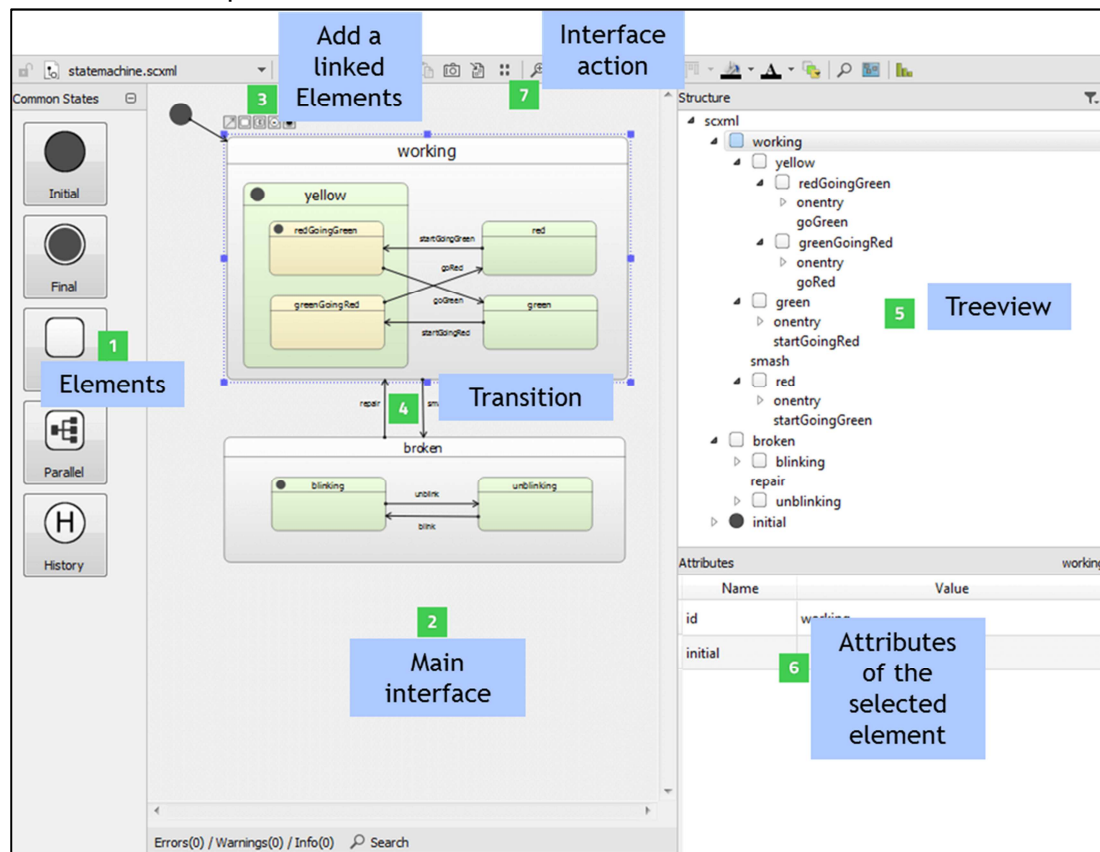 Add a
linked
Elements
Interface
action
statemachine.scxml
3
7
Common States
Structure
Initial
Final
1
Elements
Parallel
H
History
working
yellow
redGoingGreen
red
startGoingGreen
goRed
greenGoingRed
goGreen
green
startGoingRed
repair
4
Transition
broken
blinking
unblink
unblinking
blink
2
Main
interface
scxml
working
yellow
redGoingGreen
onentry
goGreen
greenGoingRed
onentry
goRed
green
onentry
startGoingRed
smash
red
onentry
startGoingGreen
broken
blinking
repair
unblinking
initial
5
Treeview
Attributes
working
Name
Value
id
working
initial
6
Attributes
of the
selected
element
Errors(0) / Warnings(0) / Info(0)
Search